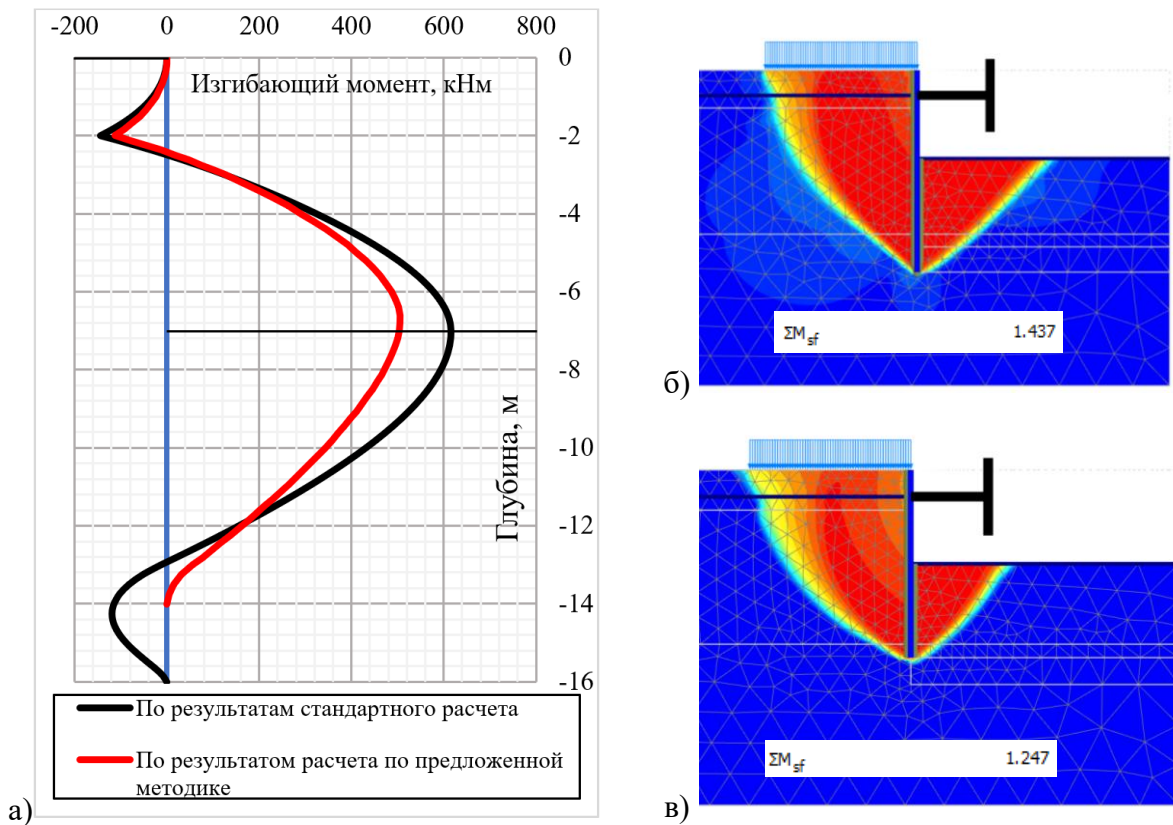 -200 0 200 400 600 800
Изгибающий момент, кНм
0
-2
-4
-6
-8
-10
-12
-14
-16
Глубина, м
По результатам стандартного расчета
По результатом расчета по предложенной
методике
а)
б)
ΣMsf 1.437
в)
ΣMsf 1.247